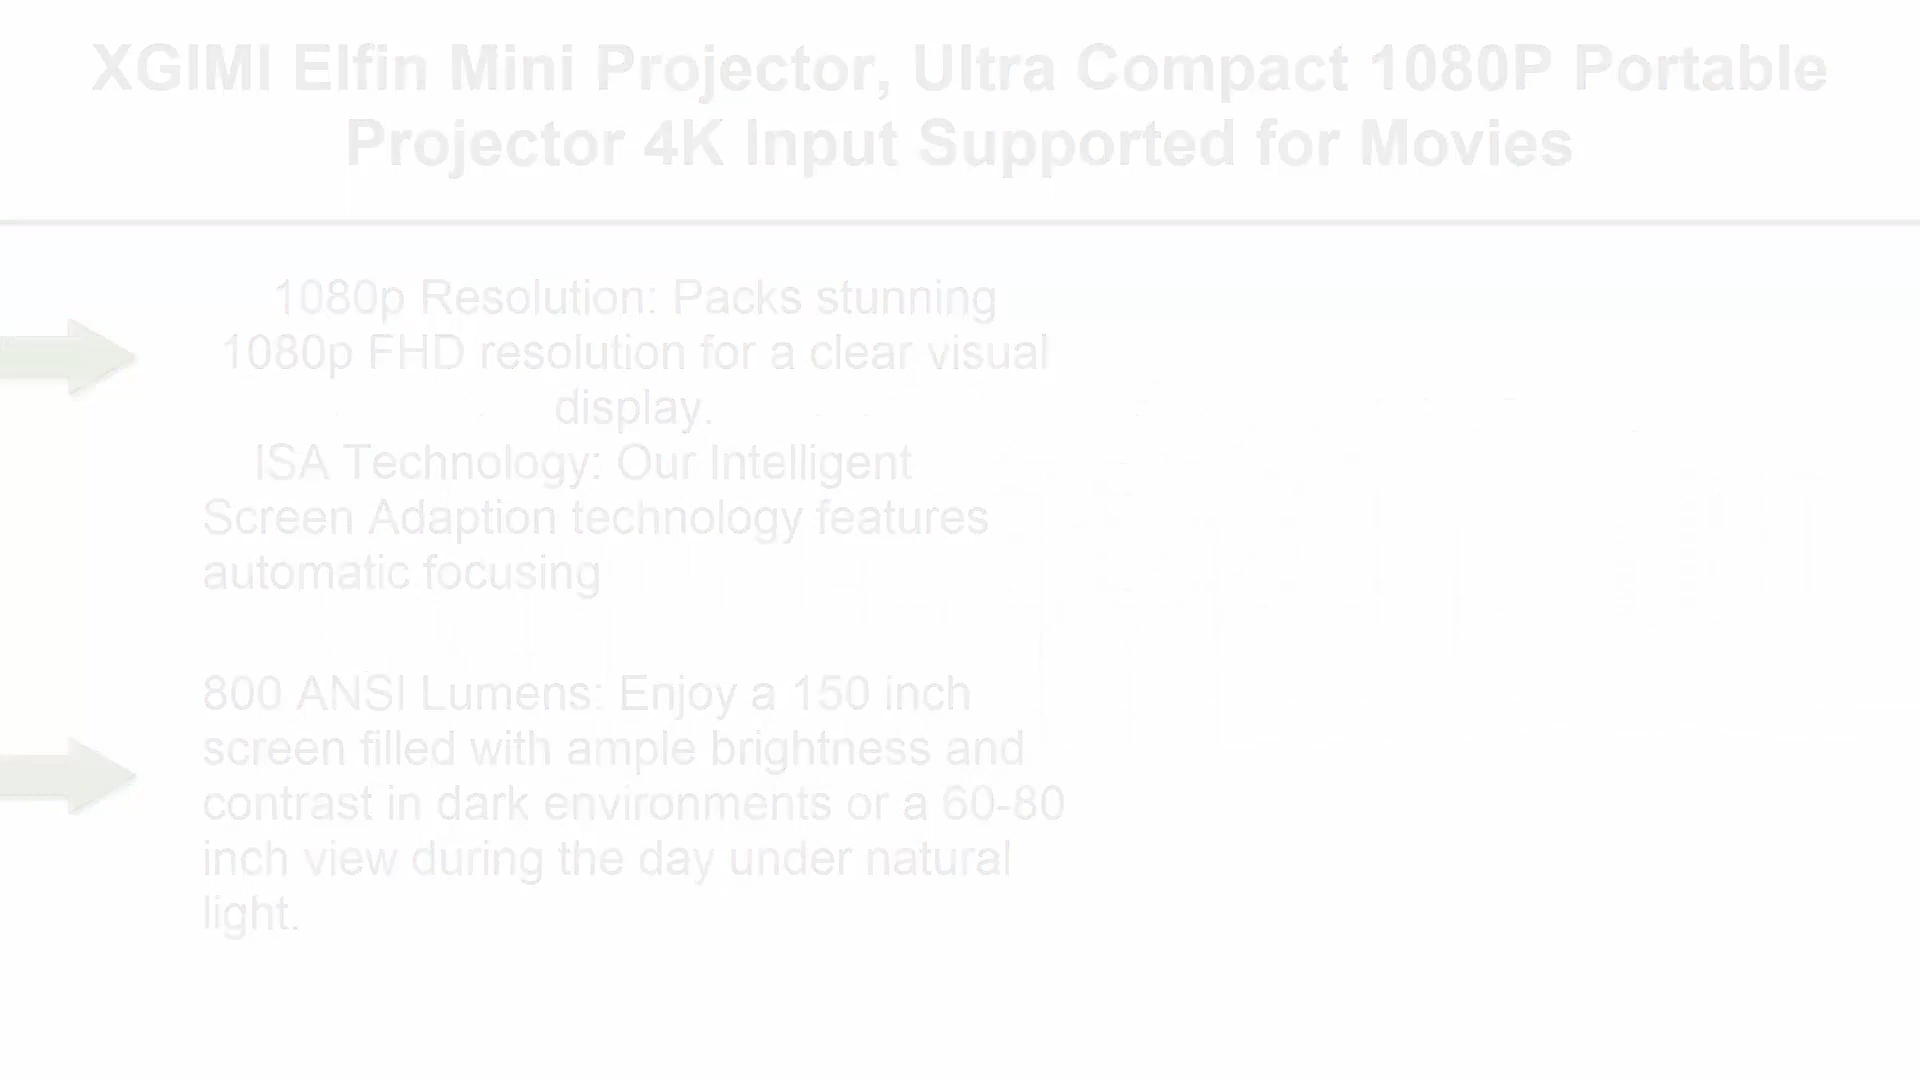 XGIMI Elfin Mini Projector, Ultra Compact 1080P Portable
Projector 4K Input Supported for Movies
1080p Resolution: Packs stunning
1080p FHD resolution for a clear visual
display.
ISA Technology: Our Intelligent
Screen Adaption technology features
automatic focusing
800 ANSI Lumens: Enjoy a 150 inch
screen filled with ample brightness and
contrast in dark environments or a 60-80
inch view during the day under natural
light.